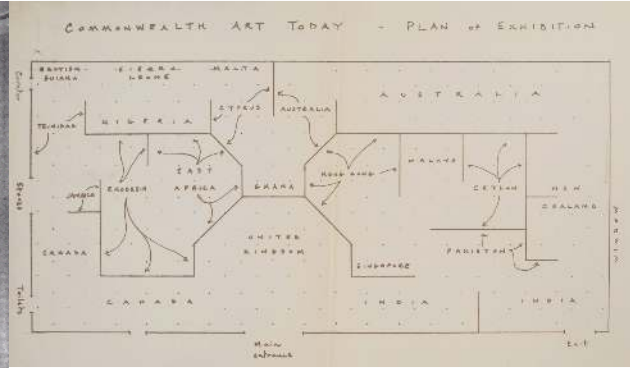 COMMONWEALTH ART TODAY - PLAN of EXHIBITION
BRITISH GUIANA
SIERRA LEONE
MALTA
CYPRUS
AUSTRALIA
AUSTRALIA
TRINIDAD
NIGERIA
EAST AFRICA
HONG KONG
MALAYA
CEYLON
NEW ZEALAND
JAMAICA
RHODESIA
GHANA
CANADA
UNITED KINGDOM
SINGAPORE
PAKISTAN
CANADA
INDIA
INDIA
Stores
Toilets
Main entrance
Exit